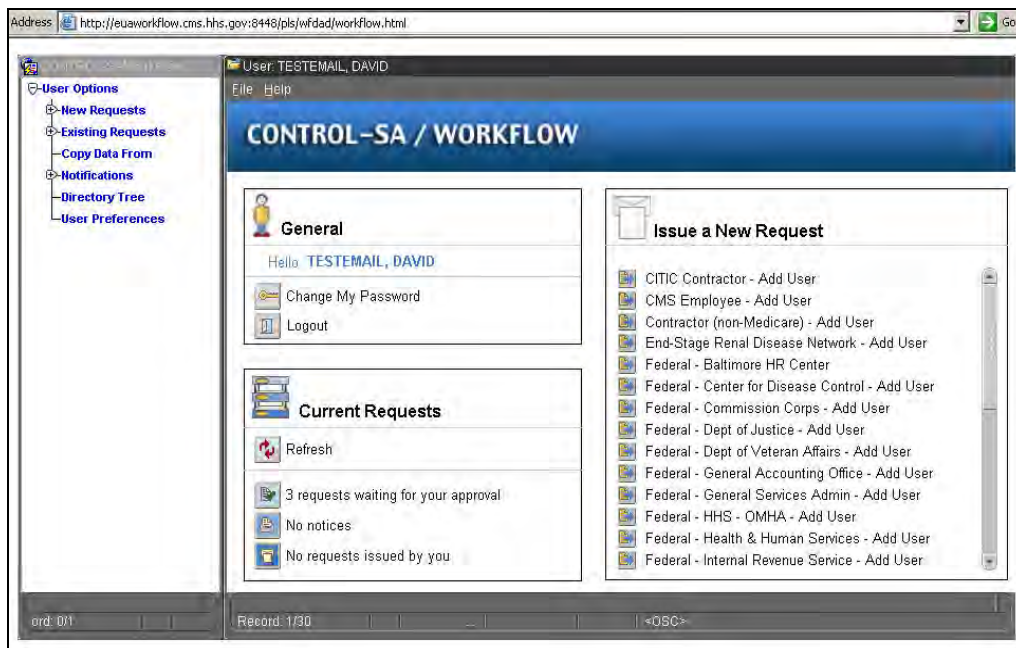 Address http://euaworkflow.cms.hhs.gov:8448/pls/wfdad/workflow.html Go
User: TESTEMAIL, DAVID
File Help
CONTROL-SA / WORKFLOW
User Options
New Requests
Existing Requests
Copy Data From
Notifications
Directory Tree
User Preferences
General
Hello TESTEMAIL, DAVID
Change My Password
Logout
Current Requests
Refresh
3 requests waiting for your approval
No notices
No requests issued by you
Issue a New Request
CITIC Contractor - Add User
CMS Employee - Add User
Contractor (non-Medicare) - Add User
End-Stage Renal Disease Network - Add User
Federal - Baltimore HR Center
Federal - Center for Disease Control - Add User
Federal - Commission Corps - Add User
Federal - Dept of Justice - Add User
Federal - Dept of Veteran Affairs - Add User
Federal - General Accounting Office - Add User
Federal - General Services Admin - Add User
Federal - HHS - OMHA - Add User
Federal - Health & Human Services - Add User
Federal - Internal Revenue Service - Add User
ord: 0/1
Record: 1/30
<OSC>